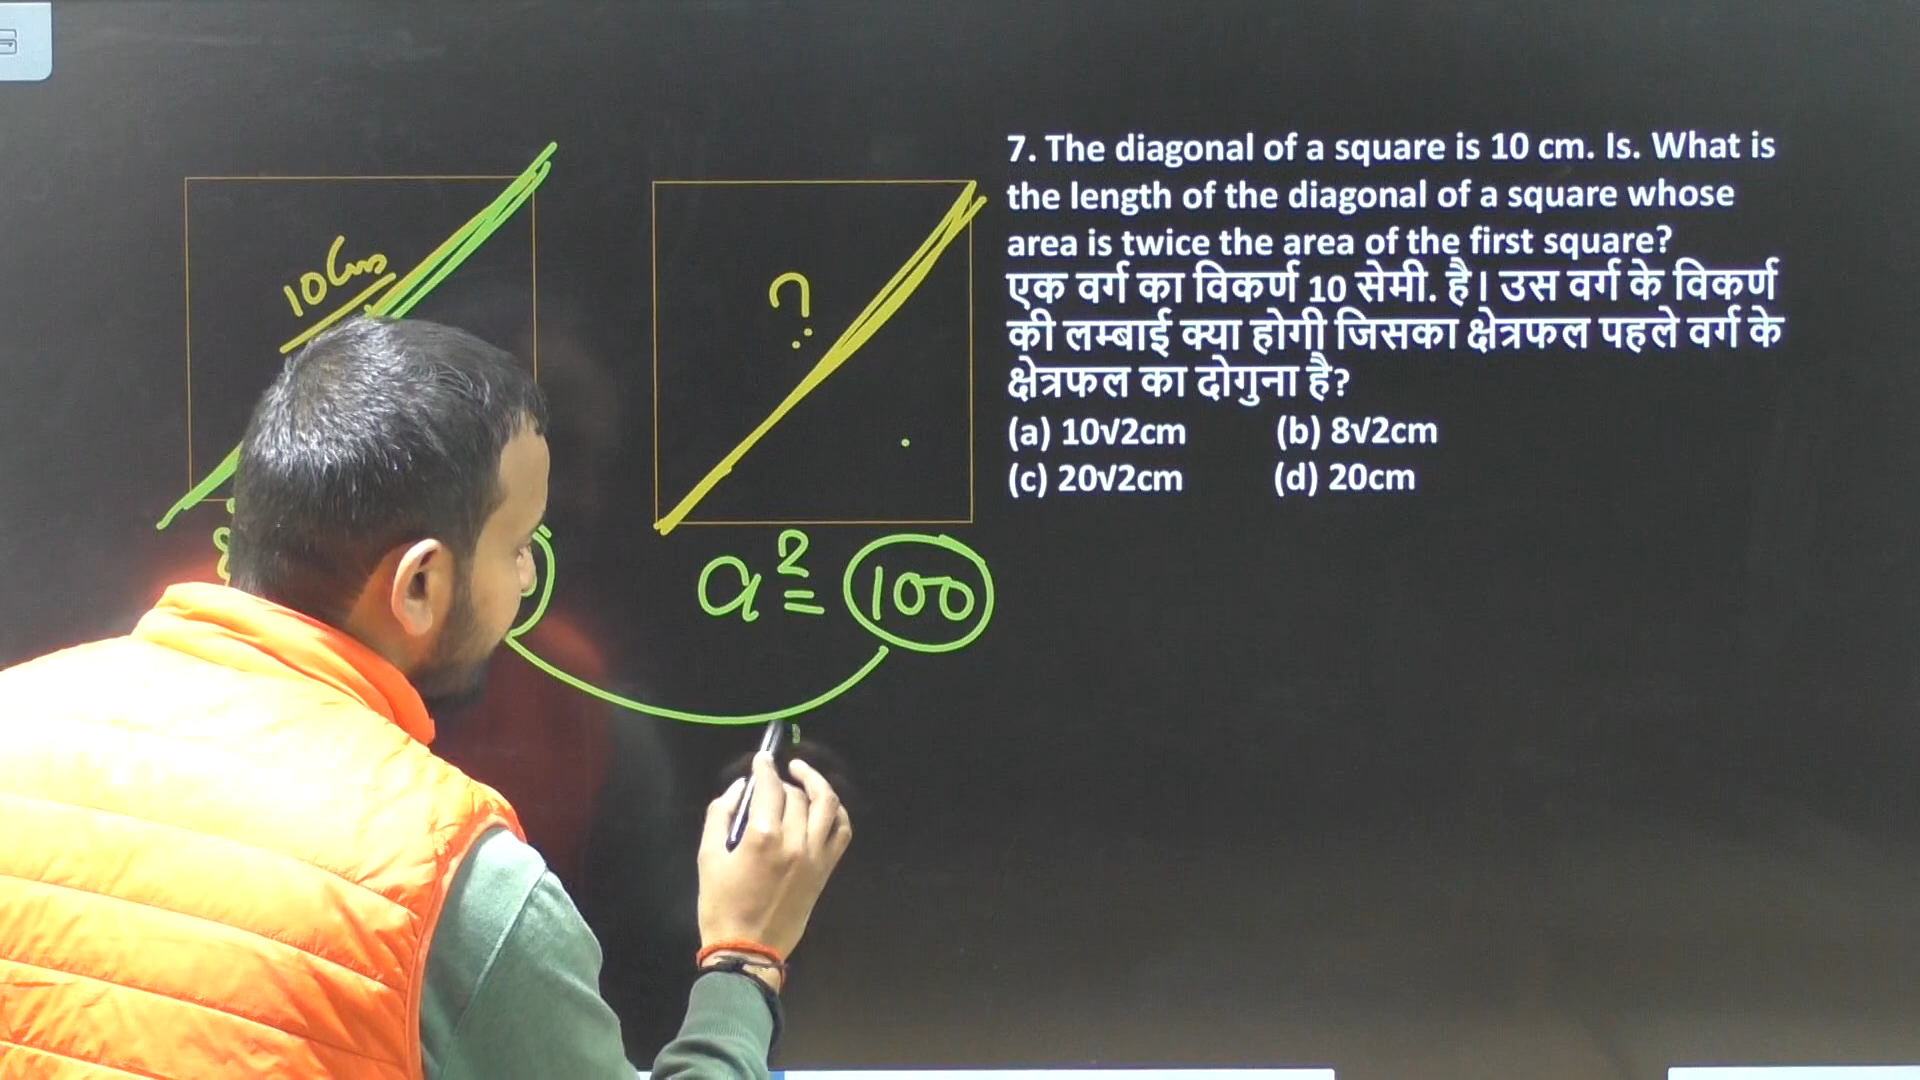 7. The diagonal of a square is 10 cm. Is. What is
the length of the diagonal of a square whose
area is twice the area of the first square?
एक वर्ग का विकर्ण 10 सेमी. है। उस वर्ग के विकर्ण
की लम्बाई क्या होगी जिसका क्षेत्रफल पहले वर्ग के
क्षेत्रफल का दोगुना है?
(a) 10√2cm (b) 8√2cm
(c) 20√2cm (d) 20cm
10Cm
?
a² = 100